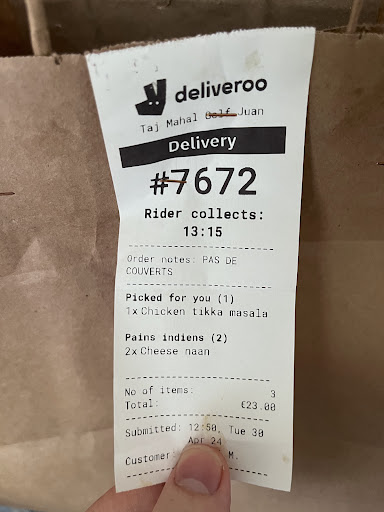 deliveroo
Taj Mahal Golf Juan
Delivery
#7672
Rider collects:
13:15
Order notes: PAS DE
COUVERTS
Picked for you (1)
1x Chicken tikka masala
Pains indiens (2)
2x Cheese naan
No of items: 3
Total: €23.00
Submitted: 12:50, Tue 30
Apr 24
Customer: M.